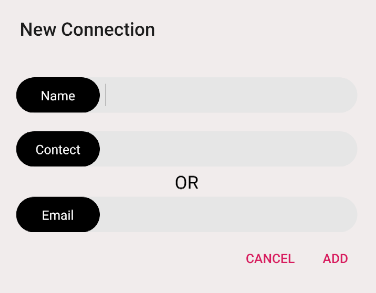 New Connection
Name
Contect
OR
Email
CANCEL ADD